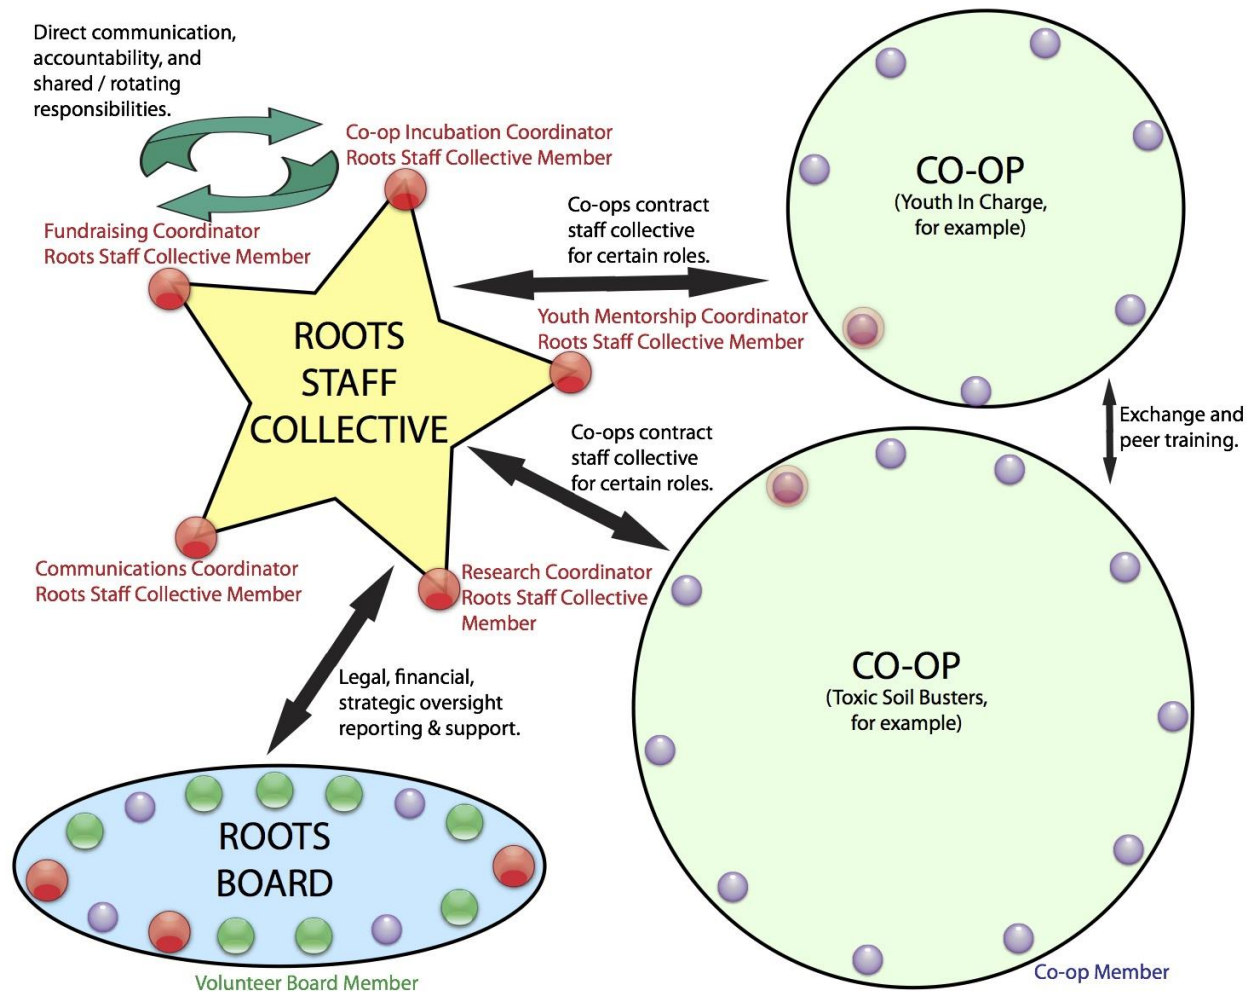 Direct communication,
accountability, and
shared / rotating
responsibilities.
Co-op Incubation Coordinator
Roots Staff Collective Member
Fundraising Coordinator
Roots Staff Collective Member
Co-ops contract
staff collective
for certain roles.
CO-OP
(Youth In Charge,
for example)
Youth Mentorship Coordinator
Roots Staff Collective Member
ROOTS
STAFF
COLLECTIVE
Co-ops contract
staff collective
for certain roles.
Exchange and
peer training.
Communications Coordinator
Roots Staff Collective Member
Research Coordinator
Roots Staff Collective
Member
CO-OP
(Toxic Soil Busters,
for example)
Legal, financial,
strategic oversight
reporting & support.
ROOTS
BOARD
Volunteer Board Member
Co-op Member